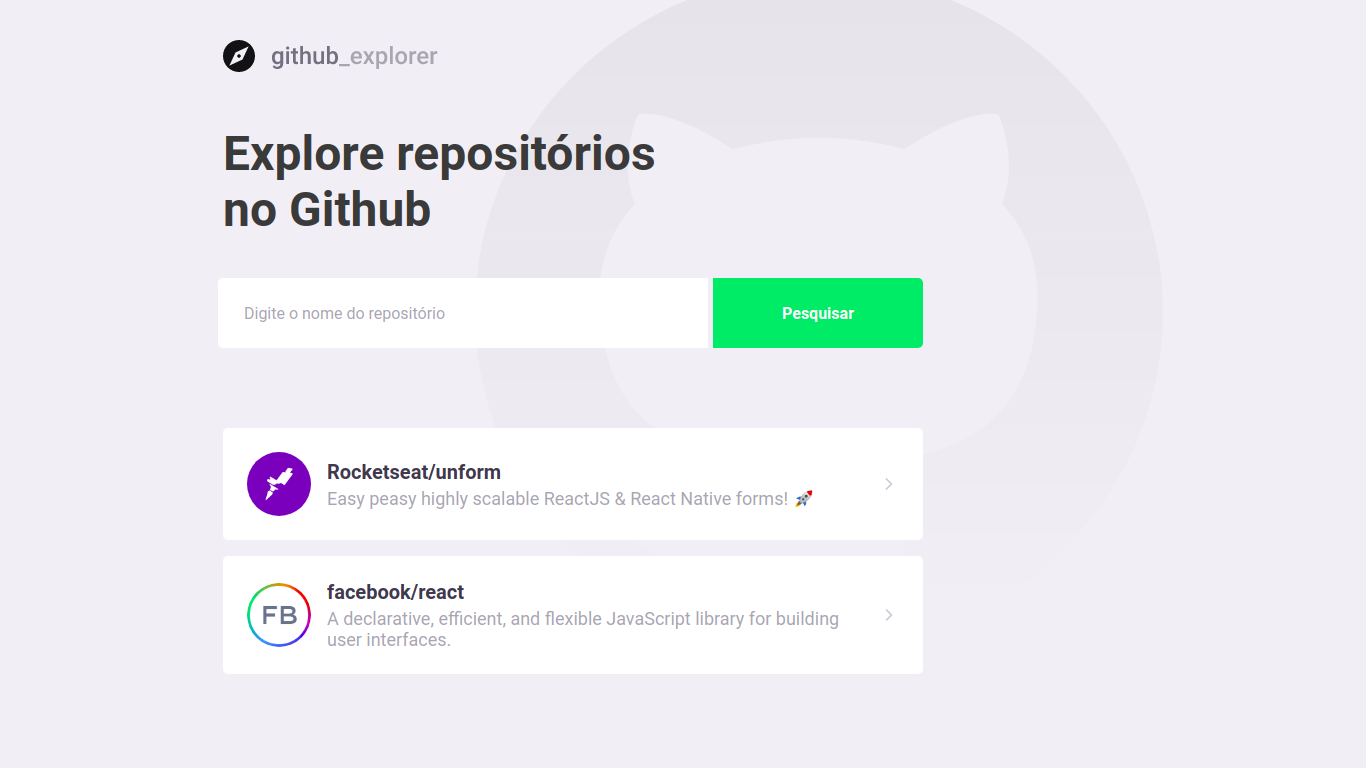 github_explorer
Explore repositórios
no Github
Digite o nome do repositório
Pesquisar
Rocketseat/unform
Easy peasy highly scalable ReactJS & React Native forms! 🚀
FB
facebook/react
A declarative, efficient, and flexible JavaScript library for building
user interfaces.